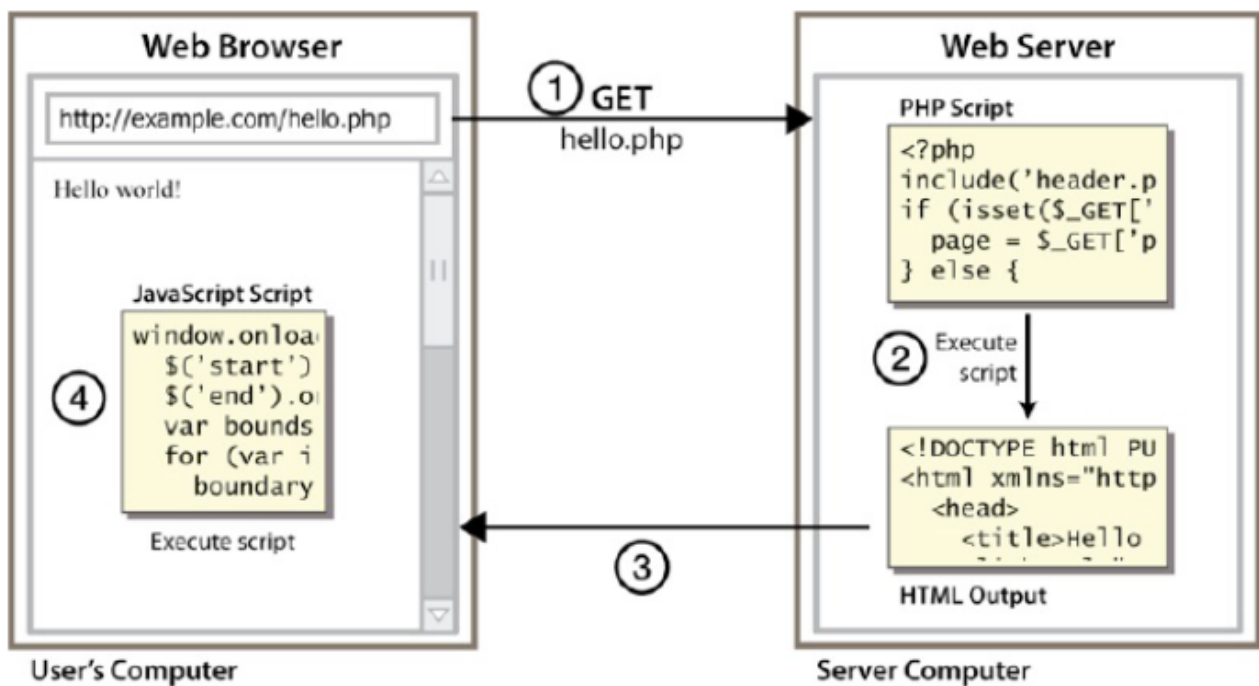 Web Browser
http://example.com/hello.php
Hello world!
JavaScript Script
window.onloa
$('start')
$('end').o
var bounds
for (var i
boundary
4
Execute script
User's Computer
1 GET
hello.php
3
Web Server
PHP Script
<?php
include('header.p
if (isset($_GET['
page = $_GET['p
} else {
2 Execute
script
<!DOCTYPE html PU
<html xmlns="http
<head>
<title>Hello
HTML Output
Server Computer